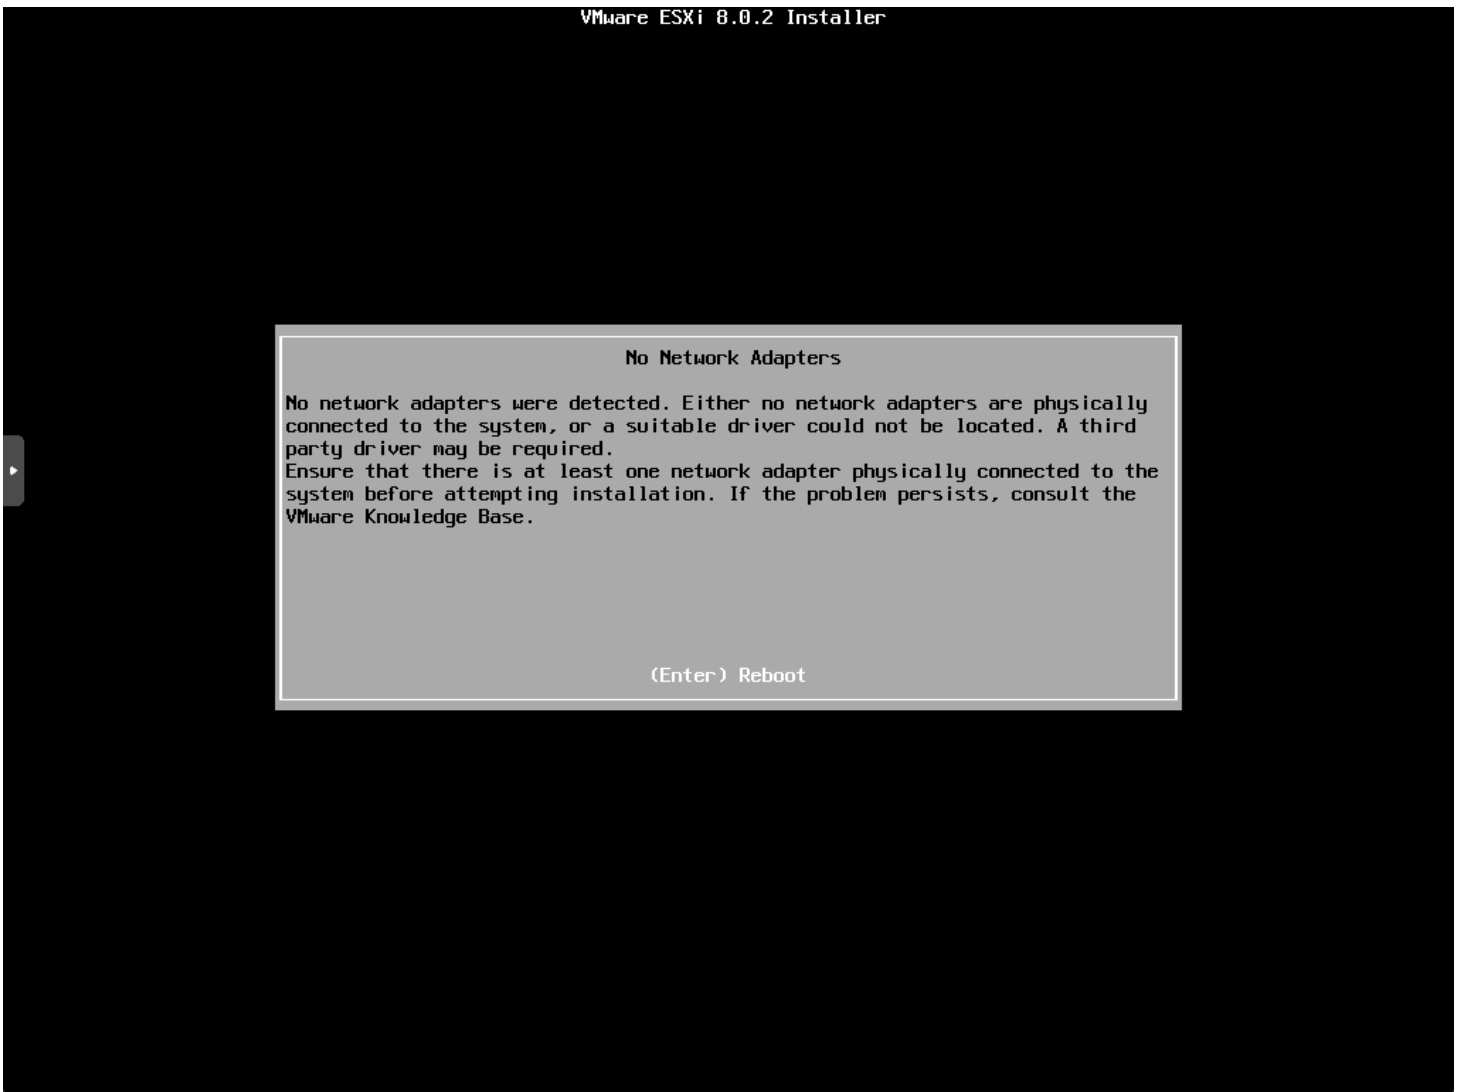 VMware ESXi 8.0.2 Installer
No Network Adapters
No network adapters were detected. Either no network adapters are physically
connected to the system, or a suitable driver could not be located. A third
party driver may be required.
Ensure that there is at least one network adapter physically connected to the
system before attempting installation. If the problem persists, consult the
VMware Knowledge Base.
(Enter) Reboot